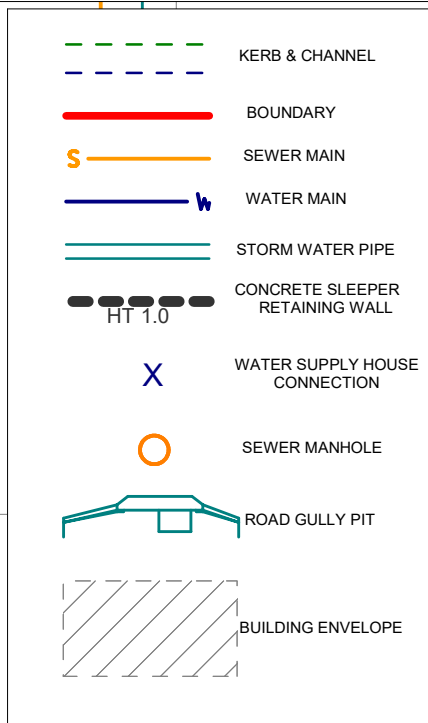 KERB & CHANNEL
BOUNDARY
S SEWER MAIN
W WATER MAIN
STORM WATER PIPE
CONCRETE SLEEPER
RETAINING WALL
HT 1.0
X
WATER SUPPLY HOUSE
CONNECTION
SEWER MANHOLE
ROAD GULLY PIT
BUILDING ENVELOPE